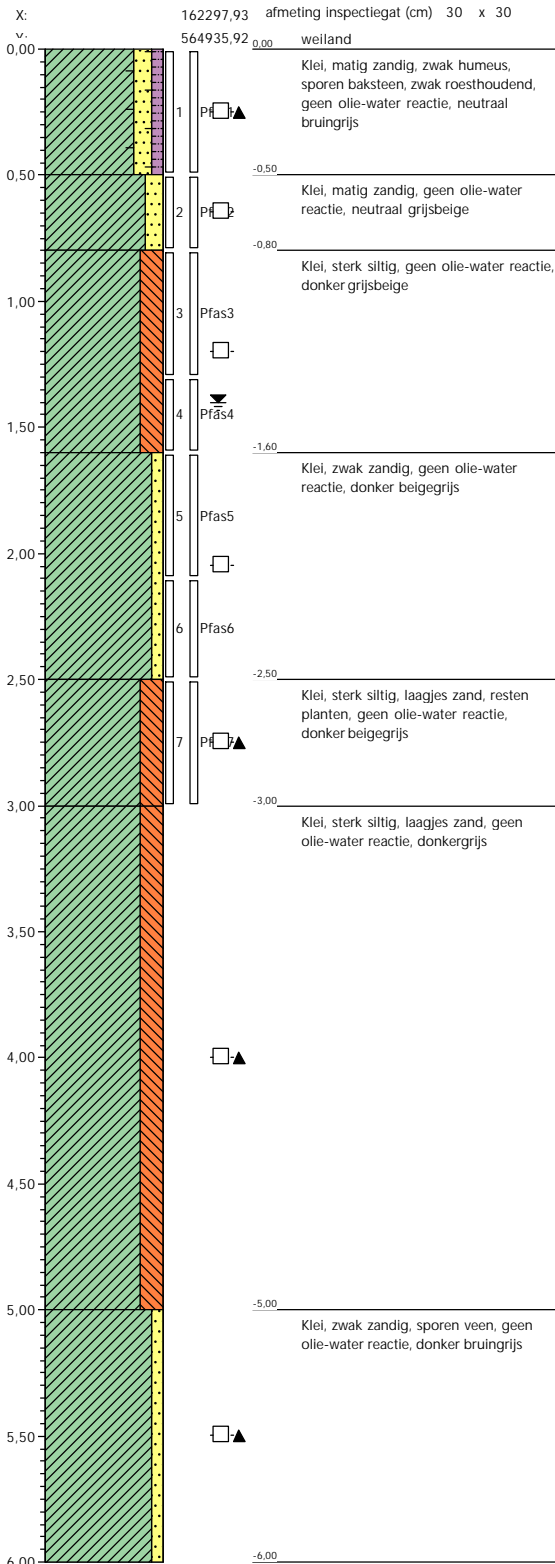 X: 162297,93 afmeting inspectiegat (cm) 30 x 30
564935,92 weiland
0,00 0,00
Klei, matig zandig, zwak humeus,
sporen baksteen, zwak roesthoudend,
geen olie-water reactie, neutraal
bruingrijs
1
0,50 -0,50
Klei, matig zandig, geen olie-water
reactie, neutraal grijsbeige
2
-0,80
Klei, sterk siltig, geen olie-water reactie,
donker grijsbeige
1,00
3 Pfas3
4 Pfas4
1,50
-1,60
Klei, zwak zandig, geen olie-water
reactie, donker beigegrijs
5 Pfas5
2,00
6 Pfas6
2,50 -2,50
Klei, sterk siltig, laagjes zand, resten
planten, geen olie-water reactie,
donker beigegrijs
7
3,00 -3,00
Klei, sterk siltig, laagjes zand, geen
olie-water reactie, donkergrijs
3,50
4,00
4,50
5,00 -5,00
Klei, zwak zandig, sporen veen, geen
olie-water reactie, donker bruingrijs
5,50
6,00 -6,00